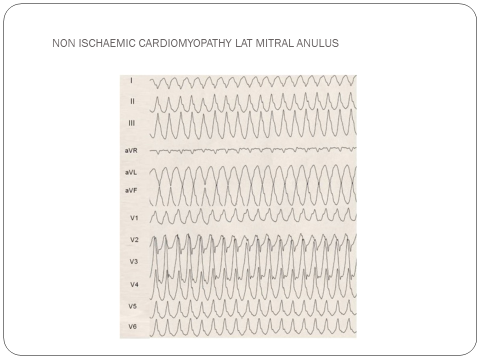 NON ISCHAEMIC CARDIOMYOPATHY LAT MITRAL ANULUS
I
II
III
aVR
aVL
aVF
V1
V2
V3
V4
V5
V6